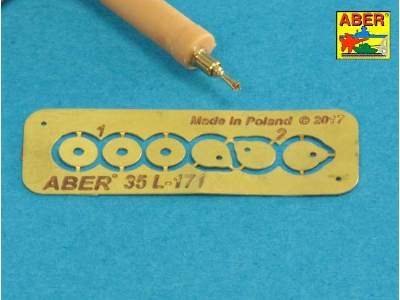 ABER
Made in Poland © 2017
1 2
ABER® 35 L-171